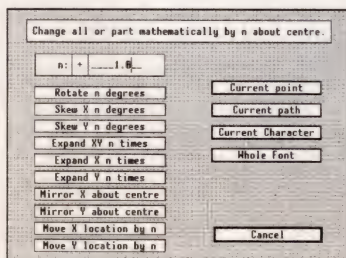 Change all or part mathematically by n about centre.
n: + ____1.0__
Rotate n degrees
Skew X n degrees
Skew Y n degrees
Expand XY n times
Expand X n times
Expand Y n times
Mirror X about centre
Mirror Y about centre
Move X location by n
Move Y location by n
Current point
Current path
Current Character
Whole Font
Cancel